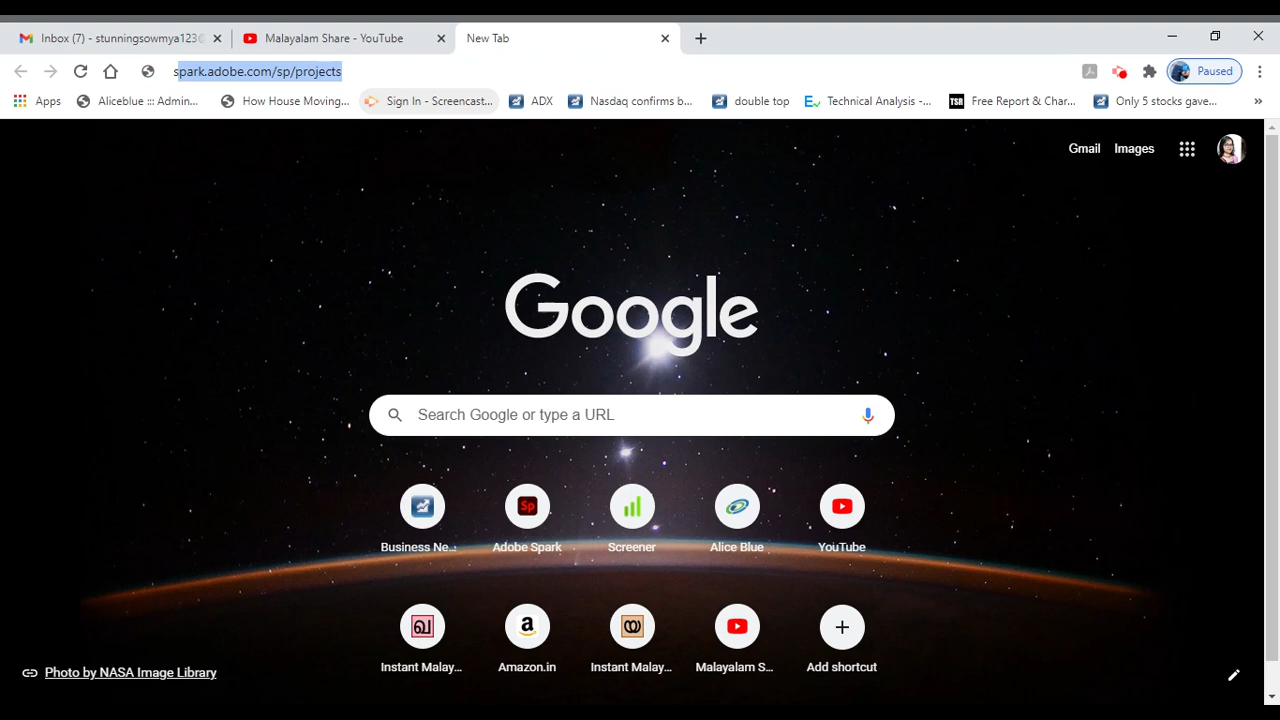 Inbox (7) - stunningsowmya123@
Malayalam Share - YouTube
New Tab
spark.adobe.com/sp/projects
Paused
Apps
Aliceblue ::: Admin...
How House Moving...
Sign In - Screencast...
ADX
Nasdaq confirms b...
double top
Technical Analysis -...
TSR
Free Report & Char...
Only 5 stocks gave...
»
Gmail
Images
Google
Search Google or type a URL
Sp
Business Ne...
Adobe Spark
Screener
Alice Blue
YouTube
வ
a
യ
Instant Malay...
Amazon.in
Instant Malay...
Malayalam S...
Add shortcut
Photo by NASA Image Library